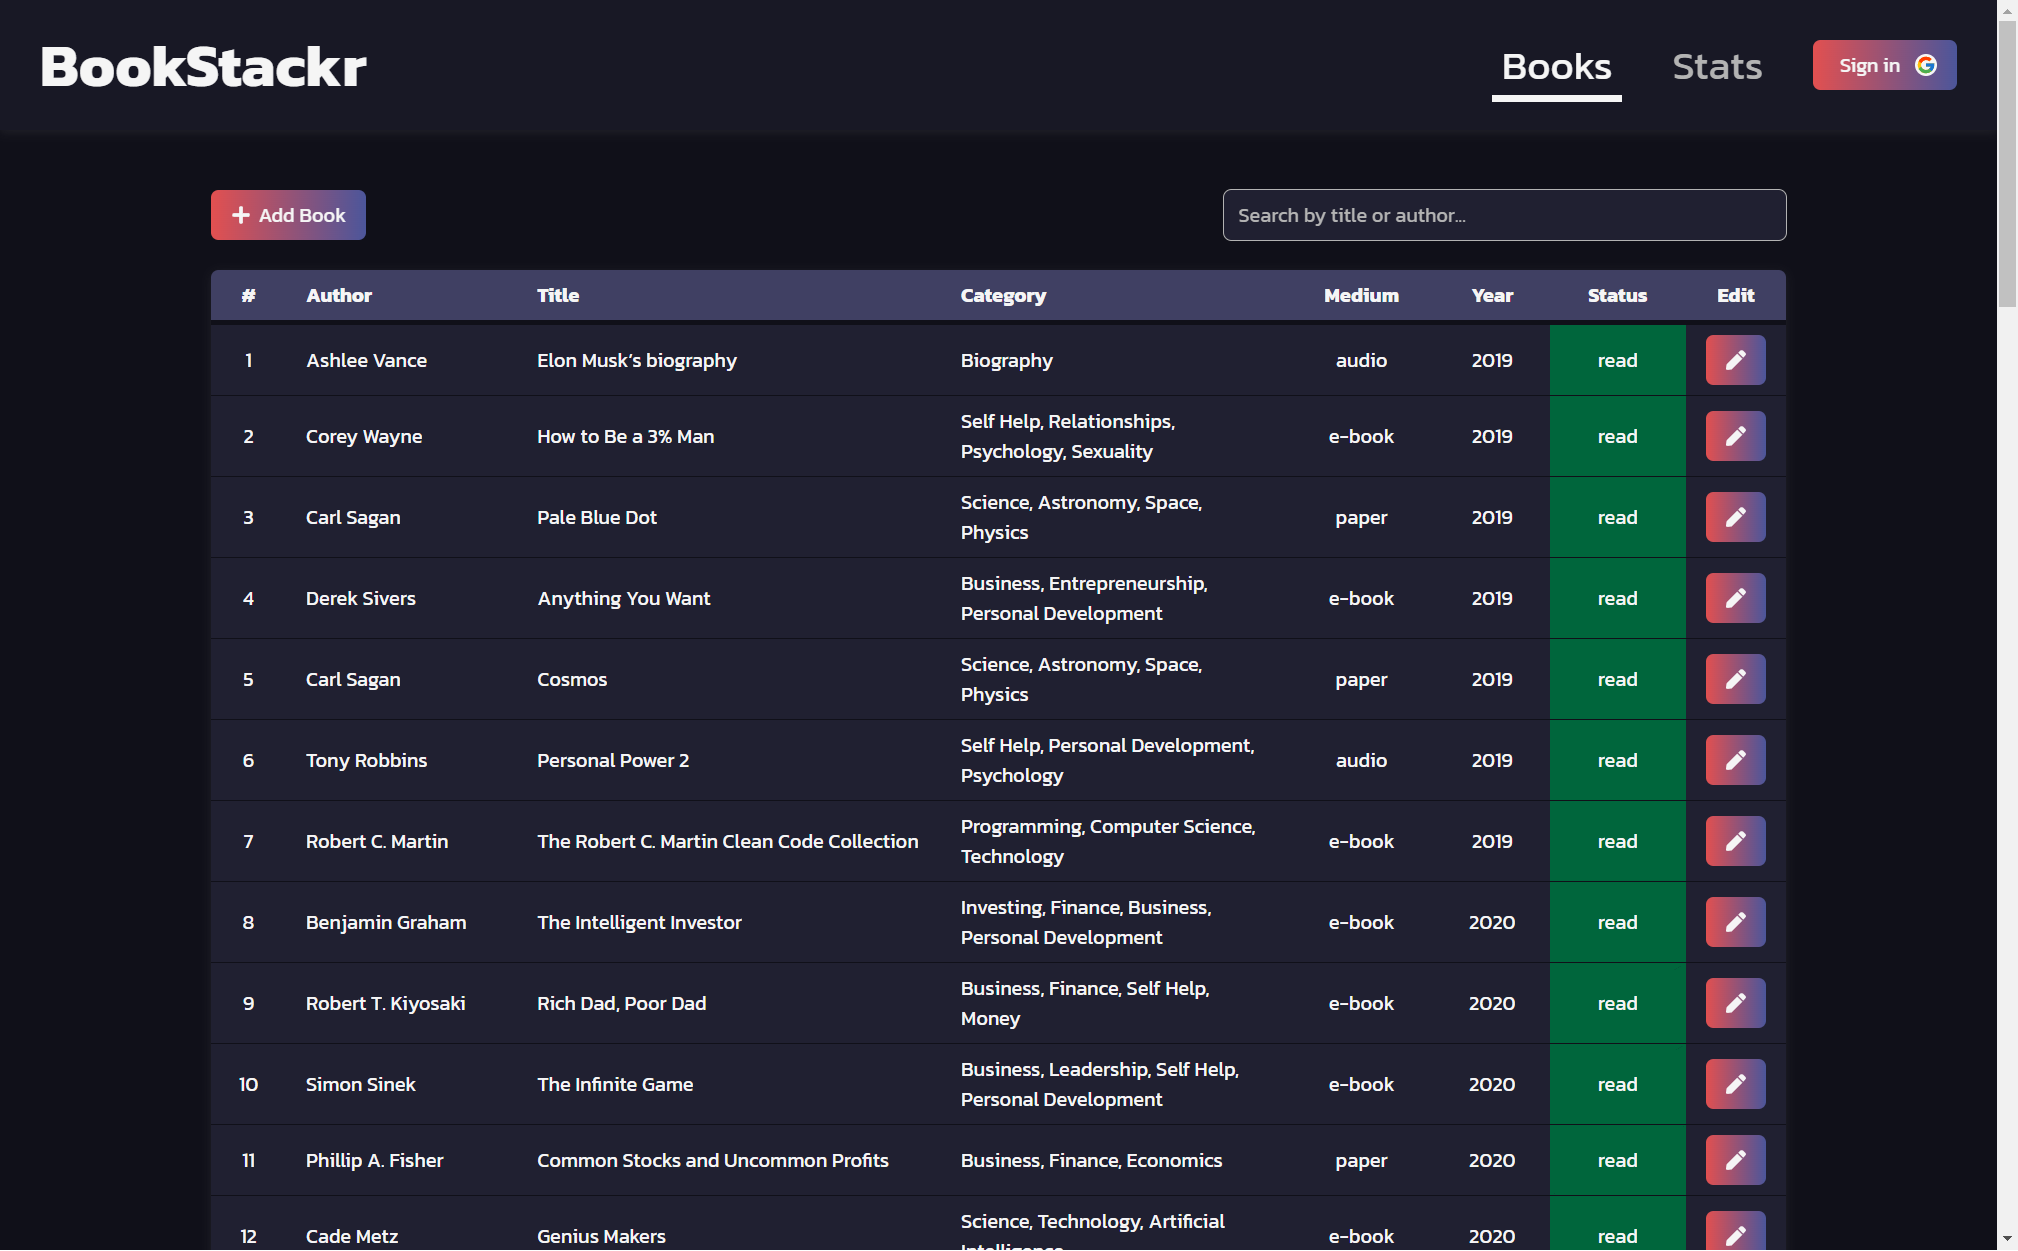 BookStackr
Books Stats Sign in
Add Book
Search by title or author...
# Author Title Category Medium Year Status Edit
1 Ashlee Vance Elon Musk's biography Biography audio 2019 read
2 Corey Wayne How to Be a 3% Man Self Help, Relationships,
Psychology, Sexuality e-book 2019 read
3 Carl Sagan Pale Blue Dot Science, Astronomy, Space,
Physics paper 2019 read
4 Derek Sivers Anything You Want Business, Entrepreneurship,
Personal Development e-book 2019 read
5 Carl Sagan Cosmos Science, Astronomy, Space,
Physics paper 2019 read
6 Tony Robbins Personal Power 2 Self Help, Personal Development,
Psychology audio 2019 read
7 Robert C. Martin The Robert C. Martin Clean Code Collection Programming, Computer Science,
Technology e-book 2019 read
8 Benjamin Graham The Intelligent Investor Investing, Finance, Business,
Personal Development e-book 2020 read
9 Robert T. Kiyosaki Rich Dad, Poor Dad Business, Finance, Self Help,
Money e-book 2020 read
10 Simon Sinek The Infinite Game Business, Leadership, Self Help,
Personal Development e-book 2020 read
11 Phillip A. Fisher Common Stocks and Uncommon Profits Business, Finance, Economics paper 2020 read
12 Cade Metz Genius Makers Science, Technology, Artificial
e-book 2020 read